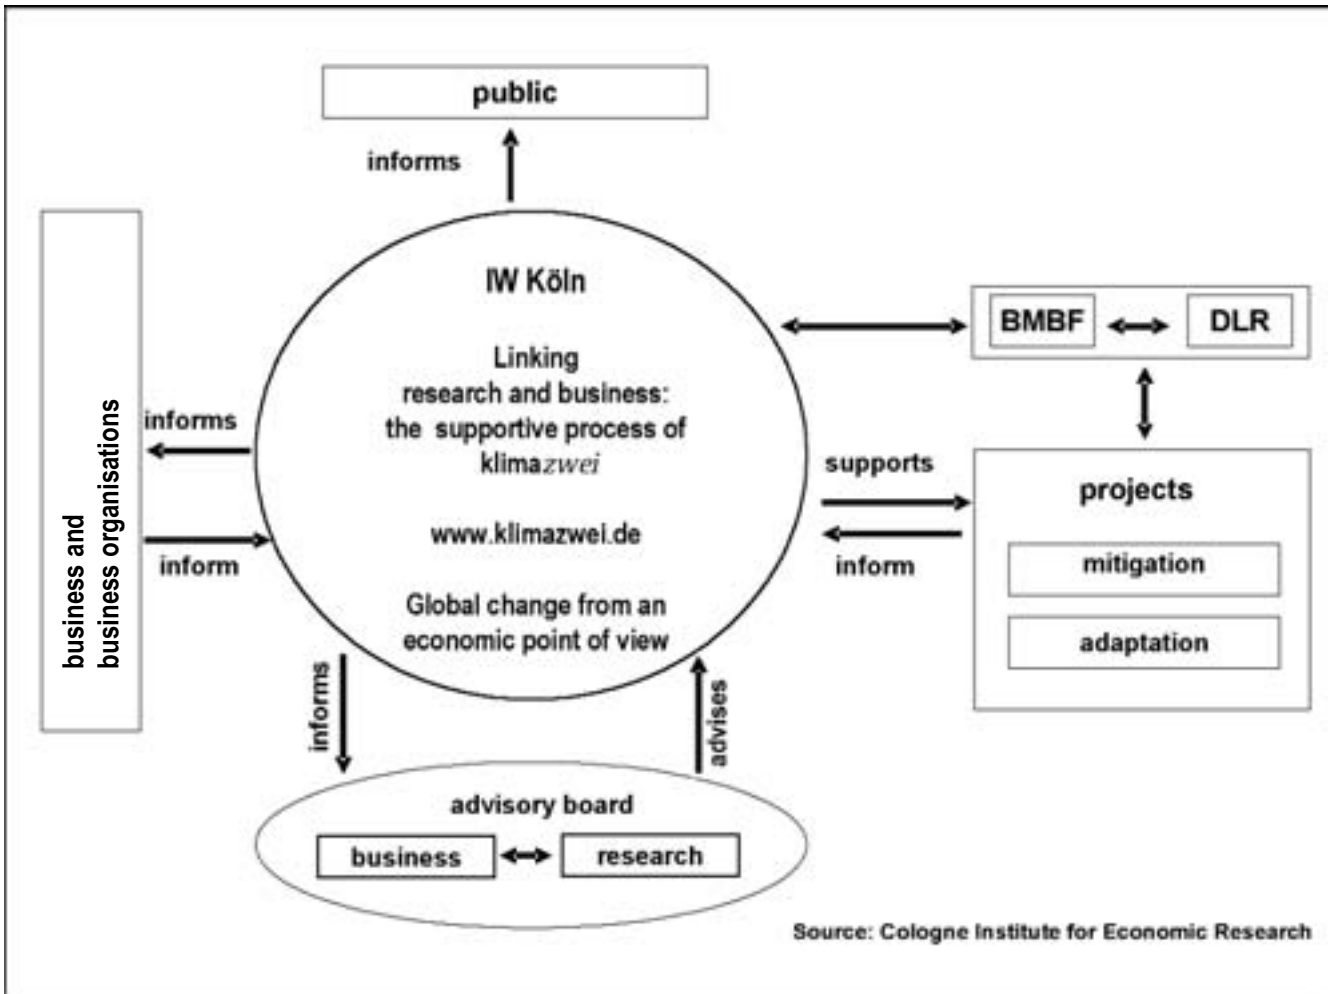 public
informs
IW Köln
Linking
research and business:
the supportive process of
klimazwei
www.klimazwei.de
Global change from an
economic point of view
business and
business organisations
informs
inform
BMBF
DLR
supports
inform
projects
mitigation
adaptation
informs
advises
advisory board
business
research
Source: Cologne Institute for Economic Research